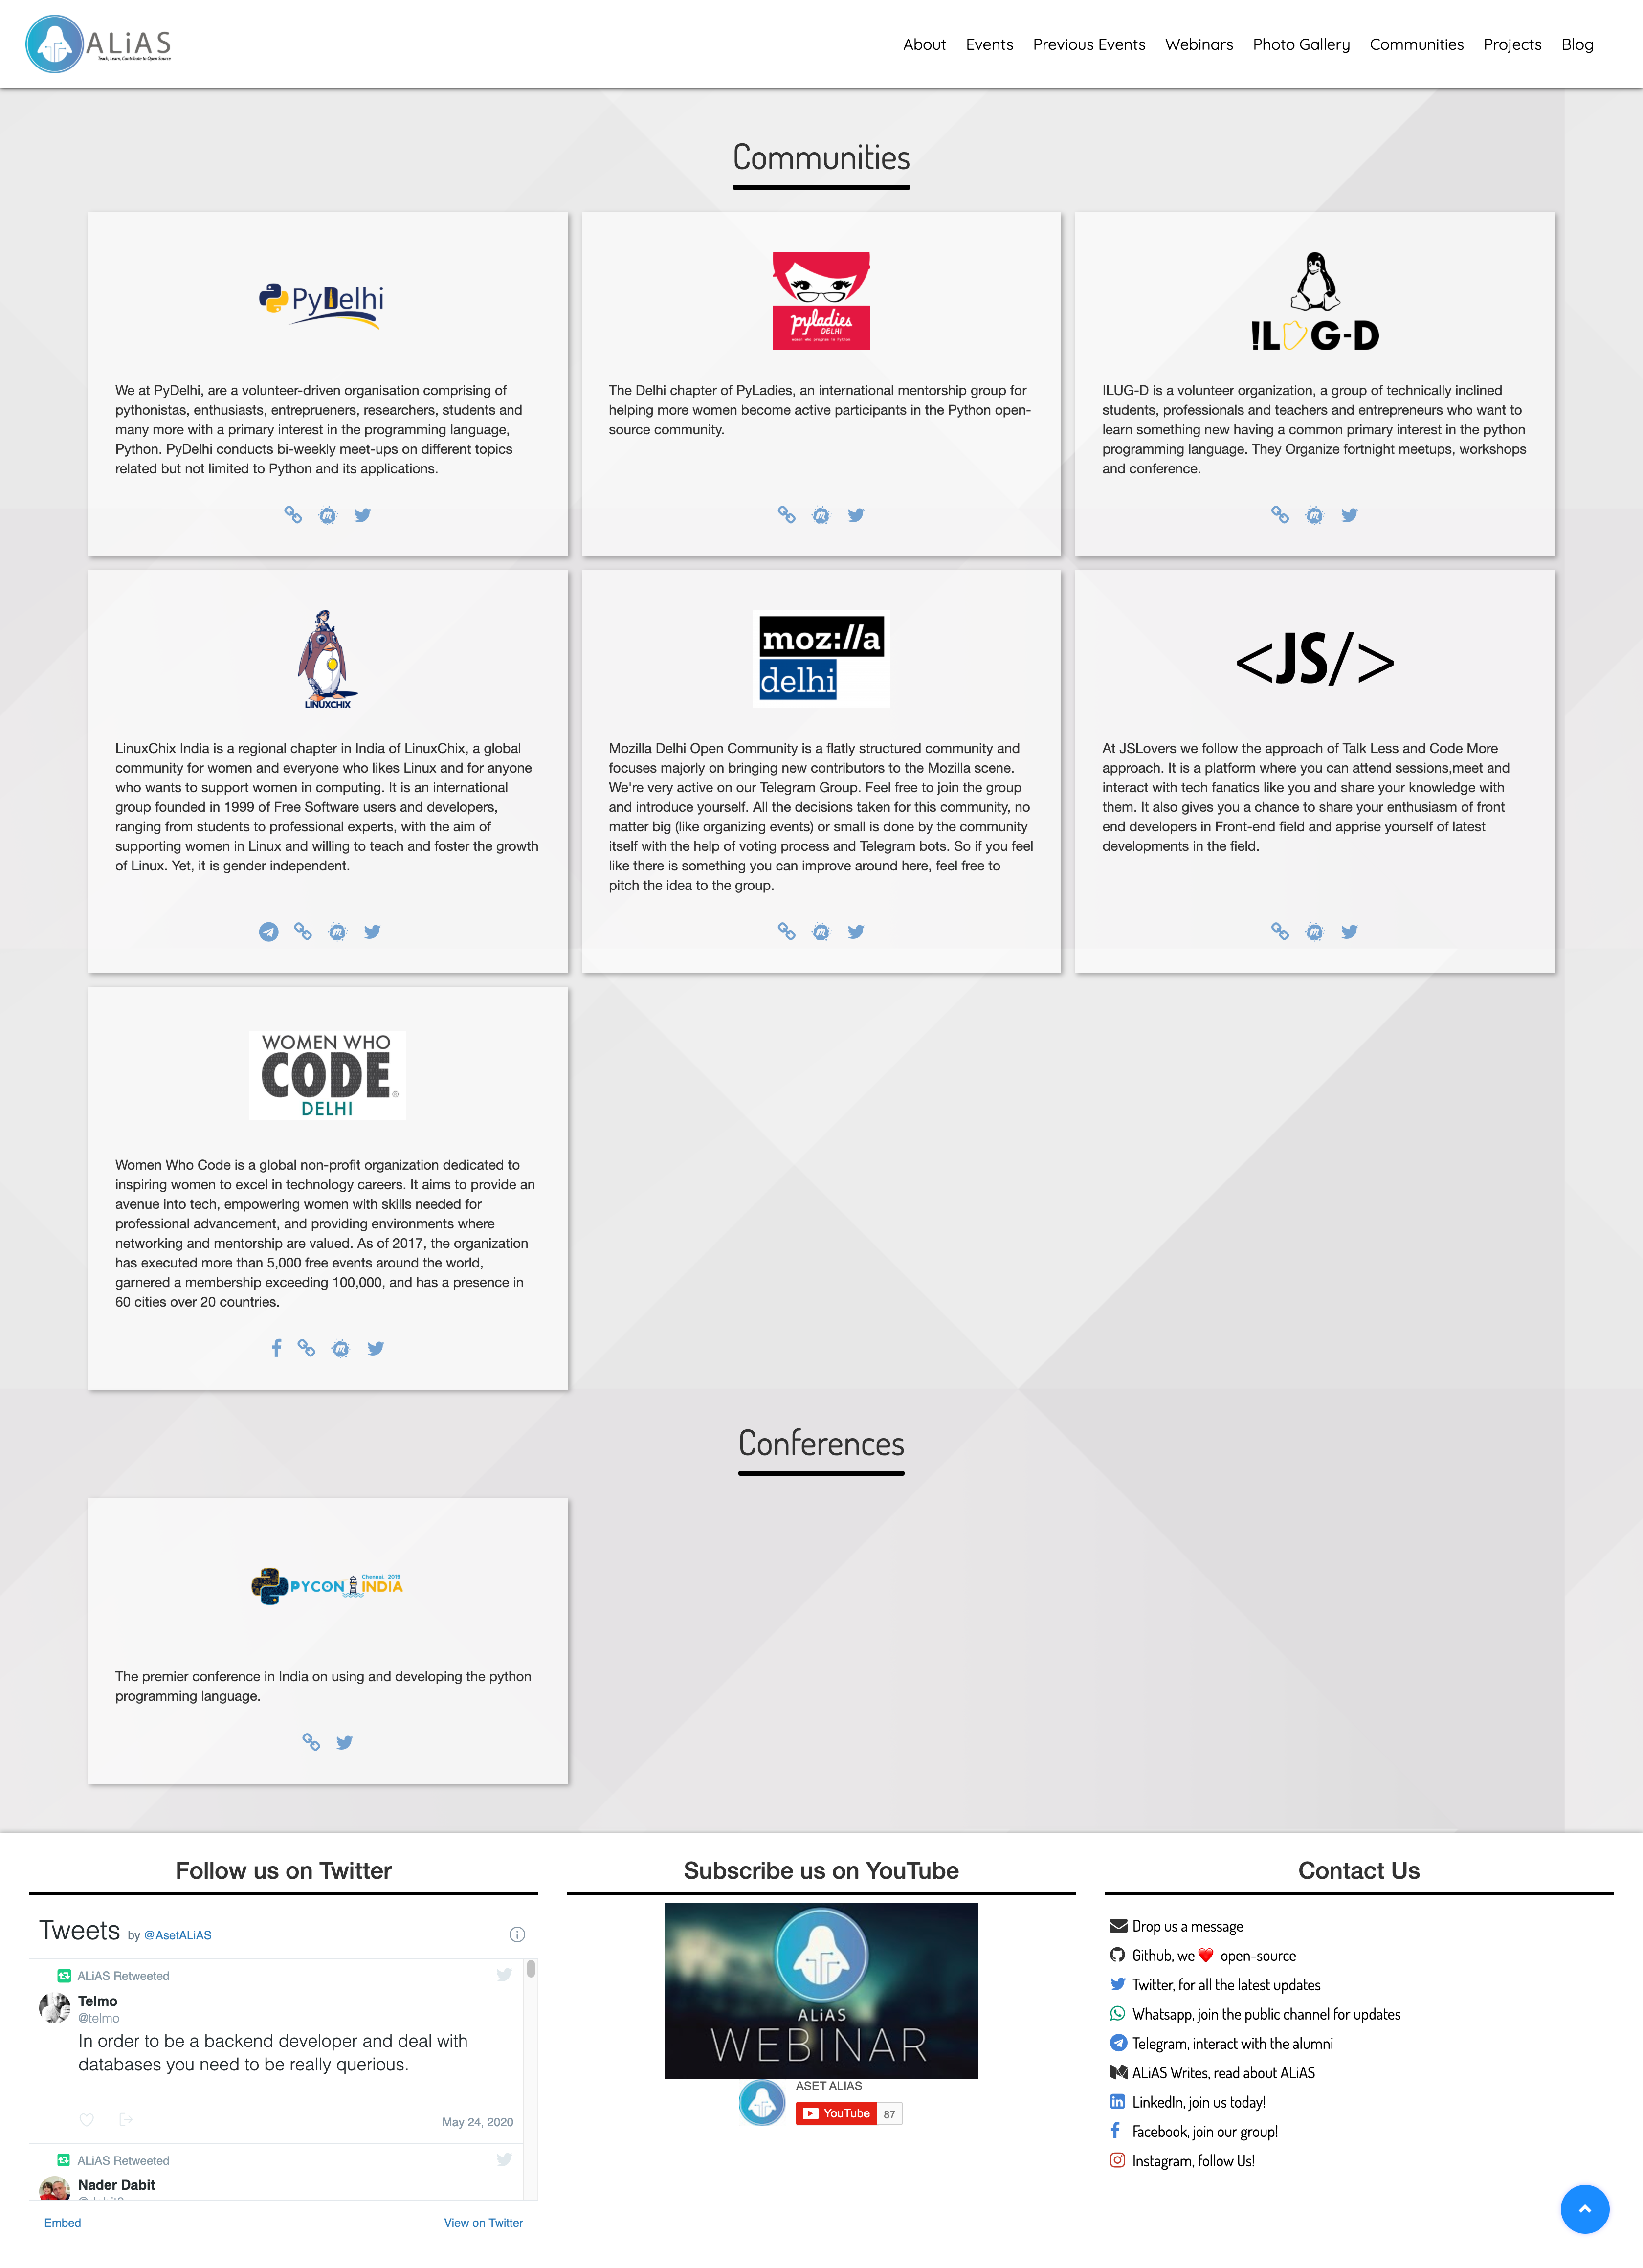 ALiAS
Teach, Learn, Contribute to Open Source
About Events Previous Events Webinars Photo Gallery Communities Projects Blog
Communities
PyDelhi
We at PyDelhi, are a volunteer-driven organisation comprising of
pythonistas, enthusiasts, entreprueners, researchers, students and
many more with a primary interest in the programming language,
Python. PyDelhi conducts bi-weekly meet-ups on different topics
related but not limited to Python and its applications.
pyladies
DELHI
women who program in Python
The Delhi chapter of PyLadies, an international mentorship group for
helping more women become active participants in the Python open-
source community.
!LUG-D
ILUG-D is a volunteer organization, a group of technically inclined
students, professionals and teachers and entrepreneurs who want to
learn something new having a common primary interest in the python
programming language. They Organize fortnight meetups, workshops
and conference.
LINUXCHIX
LinuxChix India is a regional chapter in India of LinuxChix, a global
community for women and everyone who likes Linux and for anyone
who wants to support women in computing. It is an international
group founded in 1999 of Free Software users and developers,
ranging from students to professional experts, with the aim of
supporting women in Linux and willing to teach and foster the growth
of Linux. Yet, it is gender independent.
moz://a
delhi
Mozilla Delhi Open Community is a flatly structured community and
focuses majorly on bringing new contributors to the Mozilla scene.
We're very active on our Telegram Group. Feel free to join the group
and introduce yourself. All the decisions taken for this community, no
matter big (like organizing events) or small is done by the community
itself with the help of voting process and Telegram bots. So if you feel
like there is something you can improve around here, feel free to
pitch the idea to the group.
<JS/>
At JSLovers we follow the approach of Talk Less and Code More
approach. It is a platform where you can attend sessions,meet and
interact with tech fanatics like you and share your knowledge with
them. It also gives you a chance to share your enthusiasm of front
end developers in Front-end field and apprise yourself of latest
developments in the field.
WOMEN WHO
CODE®
DELHI
Women Who Code is a global non-profit organization dedicated to
inspiring women to excel in technology careers. It aims to provide an
avenue into tech, empowering women with skills needed for
professional advancement, and providing environments where
networking and mentorship are valued. As of 2017, the organization
has executed more than 5,000 free events around the world,
garnered a membership exceeding 100,000, and has a presence in
60 cities over 20 countries.
Conferences
Chennai, 2019
PYCON INDIA
The premier conference in India on using and developing the python
programming language.
Follow us on Twitter
Tweets by @AsetALiAS
ALiAS Retweeted
Telmo
@telmo
In order to be a backend developer and deal with
databases you need to be really querious.
May 24, 2020
ALiAS Retweeted
Nader Dabit
Embed View on Twitter
Subscribe us on YouTube
ALiAS
WEBINAR
ASET ALIAS
YouTube 87
Contact Us
Drop us a message
Github, we ❤️ open-source
Twitter, for all the latest updates
Whatsapp, join the public channel for updates
Telegram, interact with the alumni
ALiAS Writes, read about ALiAS
LinkedIn, join us today!
Facebook, join our group!
Instagram, follow Us!